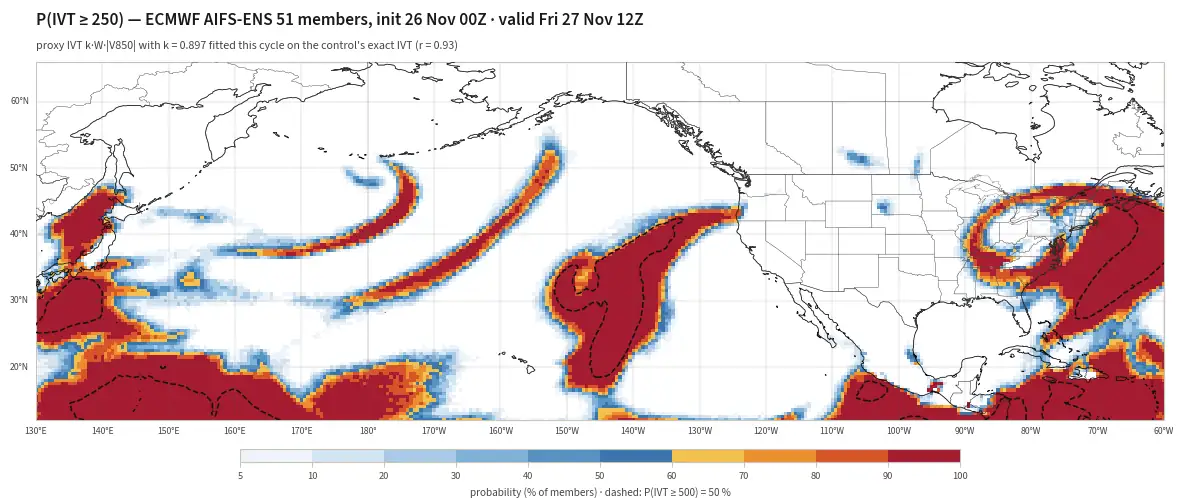 P(IVT ≥ 250) — ECMWF AIFS-ENS 51 members, init 26 Nov 00Z · valid Fri 27 Nov 12Z
proxy IVT k·W·|V850| with k = 0.897 fitted this cycle on the control's exact IVT (r = 0.93)
60°N
50°N
40°N
30°N
20°N
130°E 140°E 150°E 160°E 170°E 180° 170°W 160°W 150°W 140°W 130°W 120°W 110°W 100°W 90°W 80°W 70°W 60°W
5 10 20 30 40 50 60 70 80 90 100
probability (% of members) · dashed: P(IVT ≥ 500) = 50 %